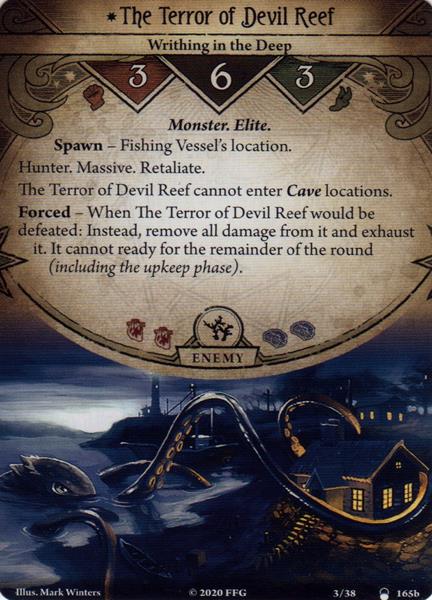 *The Terror of Devil Reef
Writhing in the Deep
3 6 3
Monster. Elite.
Spawn – Fishing Vessel's location.
Hunter. Massive. Retaliate.
The Terror of Devil Reef cannot enter Cave locations.
Forced – When The Terror of Devil Reef would be
defeated: Instead, remove all damage from it and exhaust
it. It cannot ready for the remainder of the round
(including the upkeep phase).
ENEMY
Illus. Mark Winters
© 2020 FFG
3/38
165b